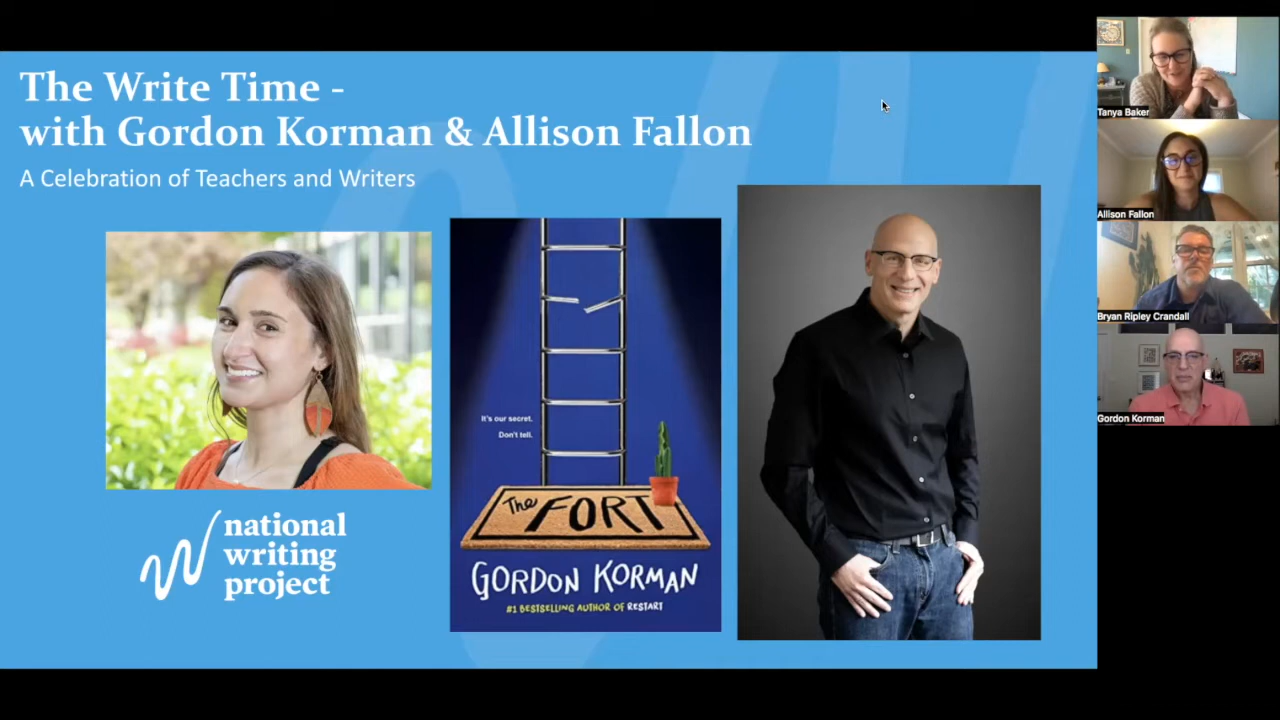 The Write Time -
with Gordon Korman & Allison Fallon
A Celebration of Teachers and Writers
It's our secret.
Don't tell.
The FORT
GORDON KORMAN
#1 BESTSELLING AUTHOR OF RESTART
national
writing
project
Tanya Baker
Allison Fallon
Bryan Ripley Crandall
Gordon Korman